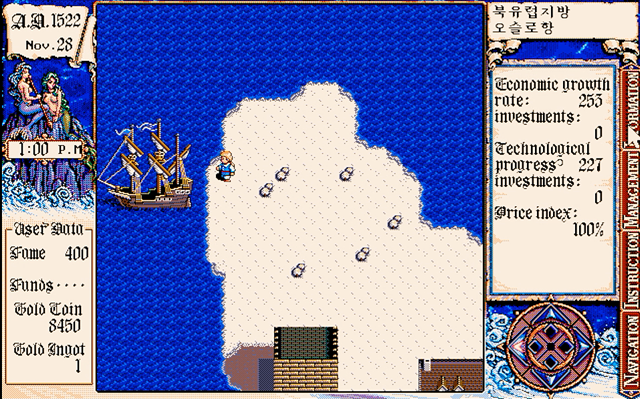 A.D.1522
Nov.28
1:00 P.M
User Data
Fame 400
Funds····
Gold Coin
8450
Gold Ingot
1
북유럽지방
오슬로항
Economic growth
rate: 253
investments:
0
Technological
progress 227
investments:
0
Price index:
100%
NAVIGATION
INSTRUCTION
MANAGEMENT